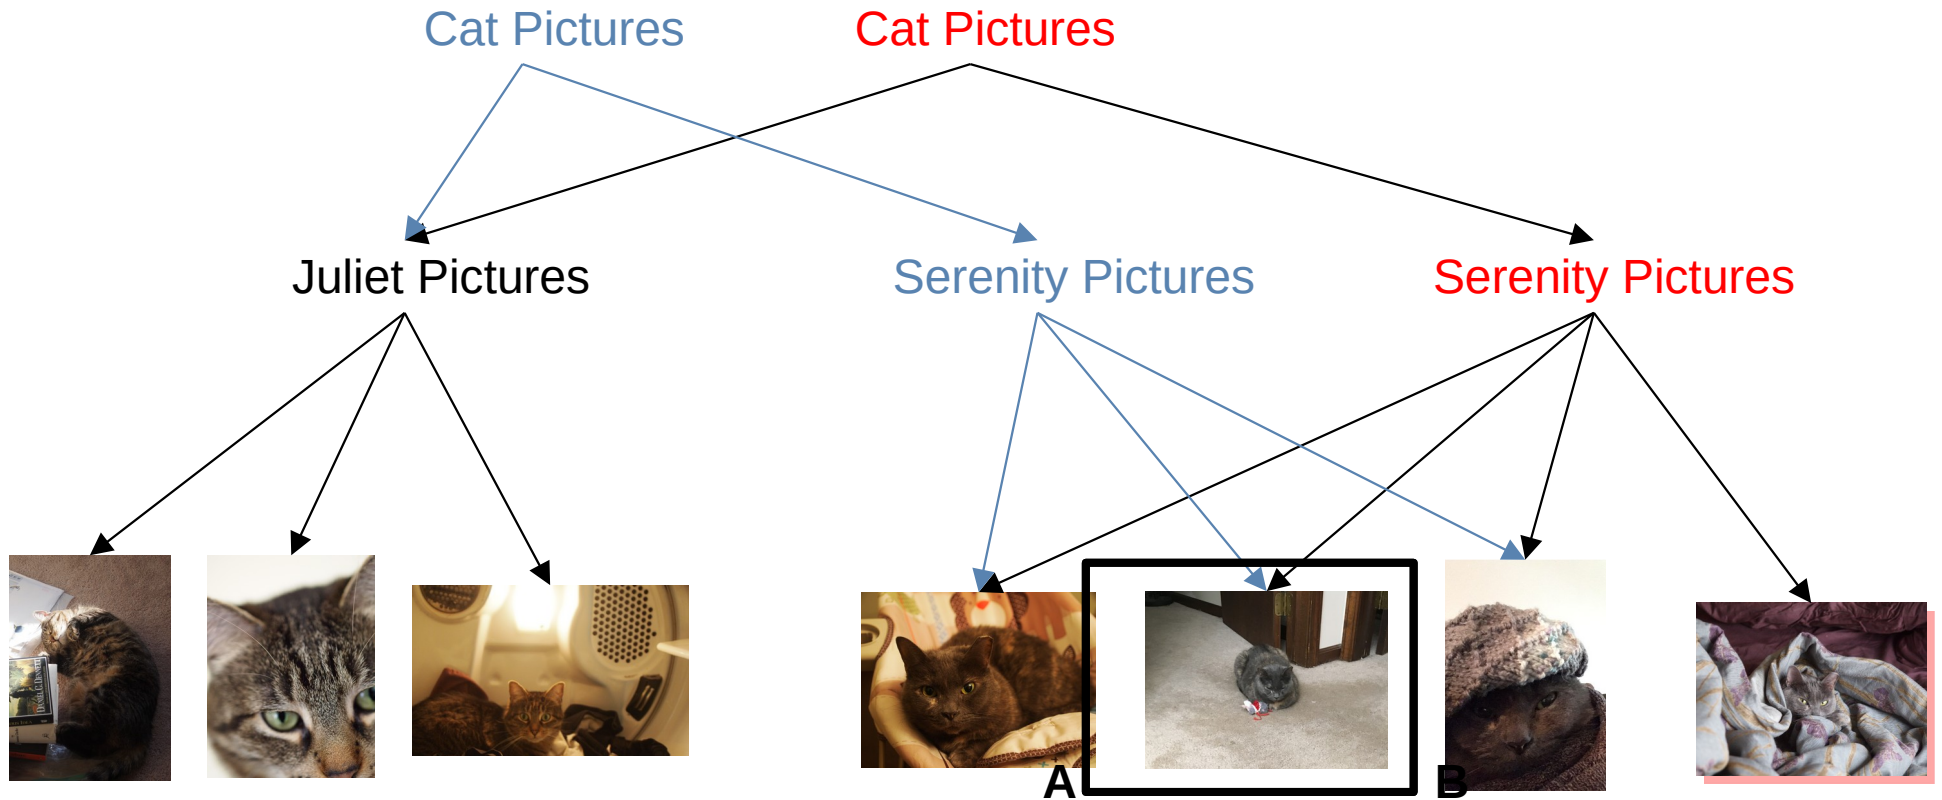 Cat Pictures
Cat Pictures
Juliet Pictures
Serenity Pictures
Serenity Pictures
A
B